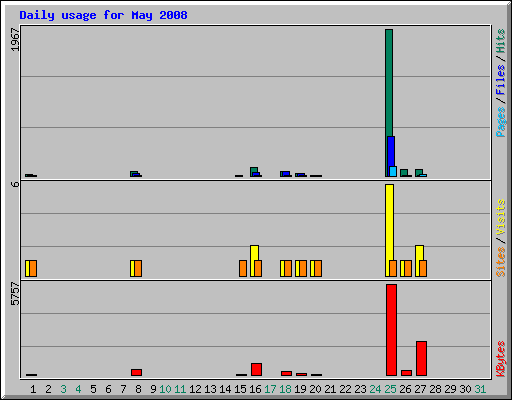 Daily usage for May 2008
1967
6
5757
Pages/Files/Hits
Sites/Visits
KBytes
1 2 3 4 5 6 7 8 9 10 11 12 13 14 15 16 17 18 19 20 21 22 23 24 25 26 27 28 29 30 31